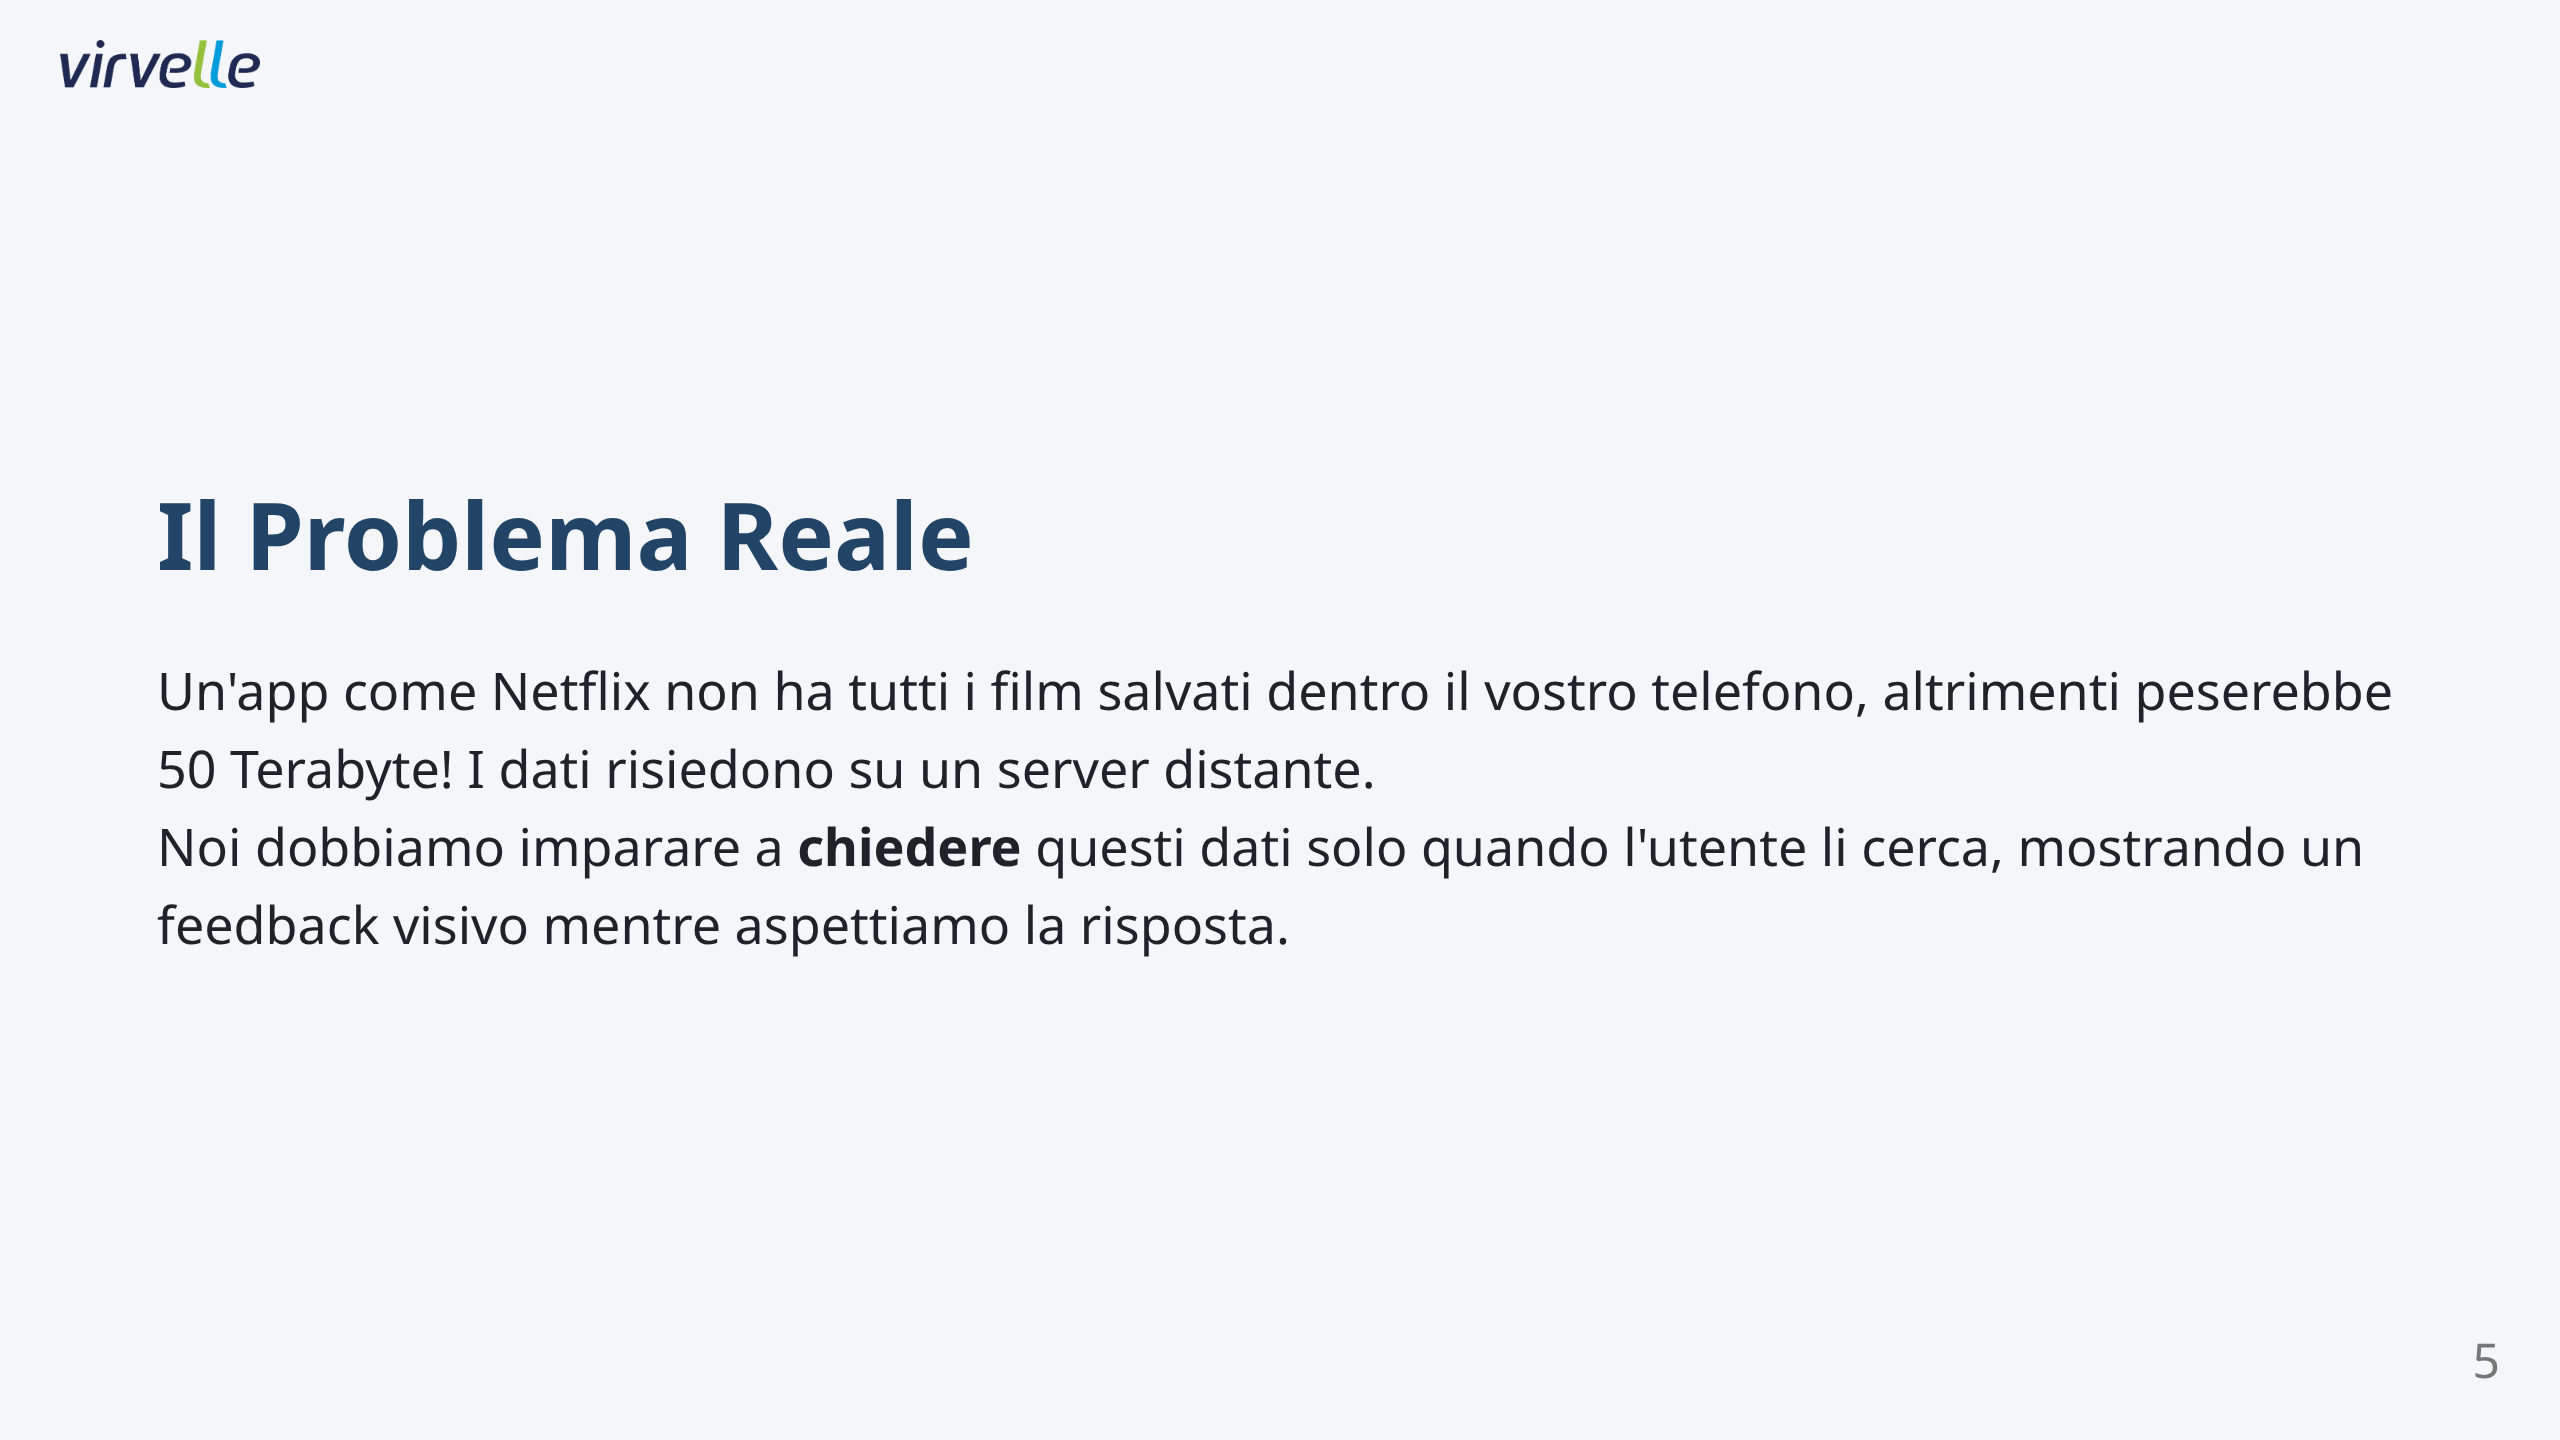 virvelle
Il Problema Reale
Un'app come Netflix non ha tutti i film salvati dentro il vostro telefono, altrimenti peserebbe
50 Terabyte! I dati risiedono su un server distante.
Noi dobbiamo imparare a chiedere questi dati solo quando l'utente li cerca, mostrando un
feedback visivo mentre aspettiamo la risposta.
5